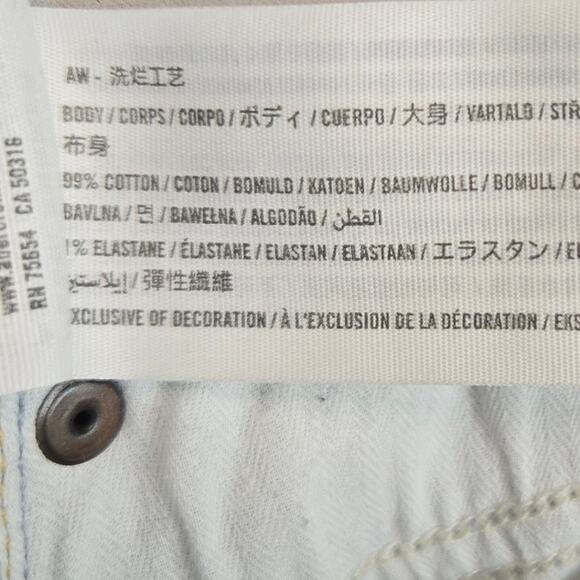 AW - 洗烂工艺
BODY / CORPS / CORPO / ボディ / CUERPO / 大身 / VARTALO /
布身
99% COTTON / COTON / BOMULD / KATOEN / BAUMWOLLE / BOMULL /
BAVLNA / 면 / BAWEŁNA / ALGODÃO / القطن
1% ELASTANE / ÉLASTANE / ELASTAN / ELASTAAN / エラスタン /
/ 彈性纖維
XCLUSIVE OF DECORATION / À L'EXCLUSION DE LA DÉCORATION / EKS
RN 75654 CA 50316